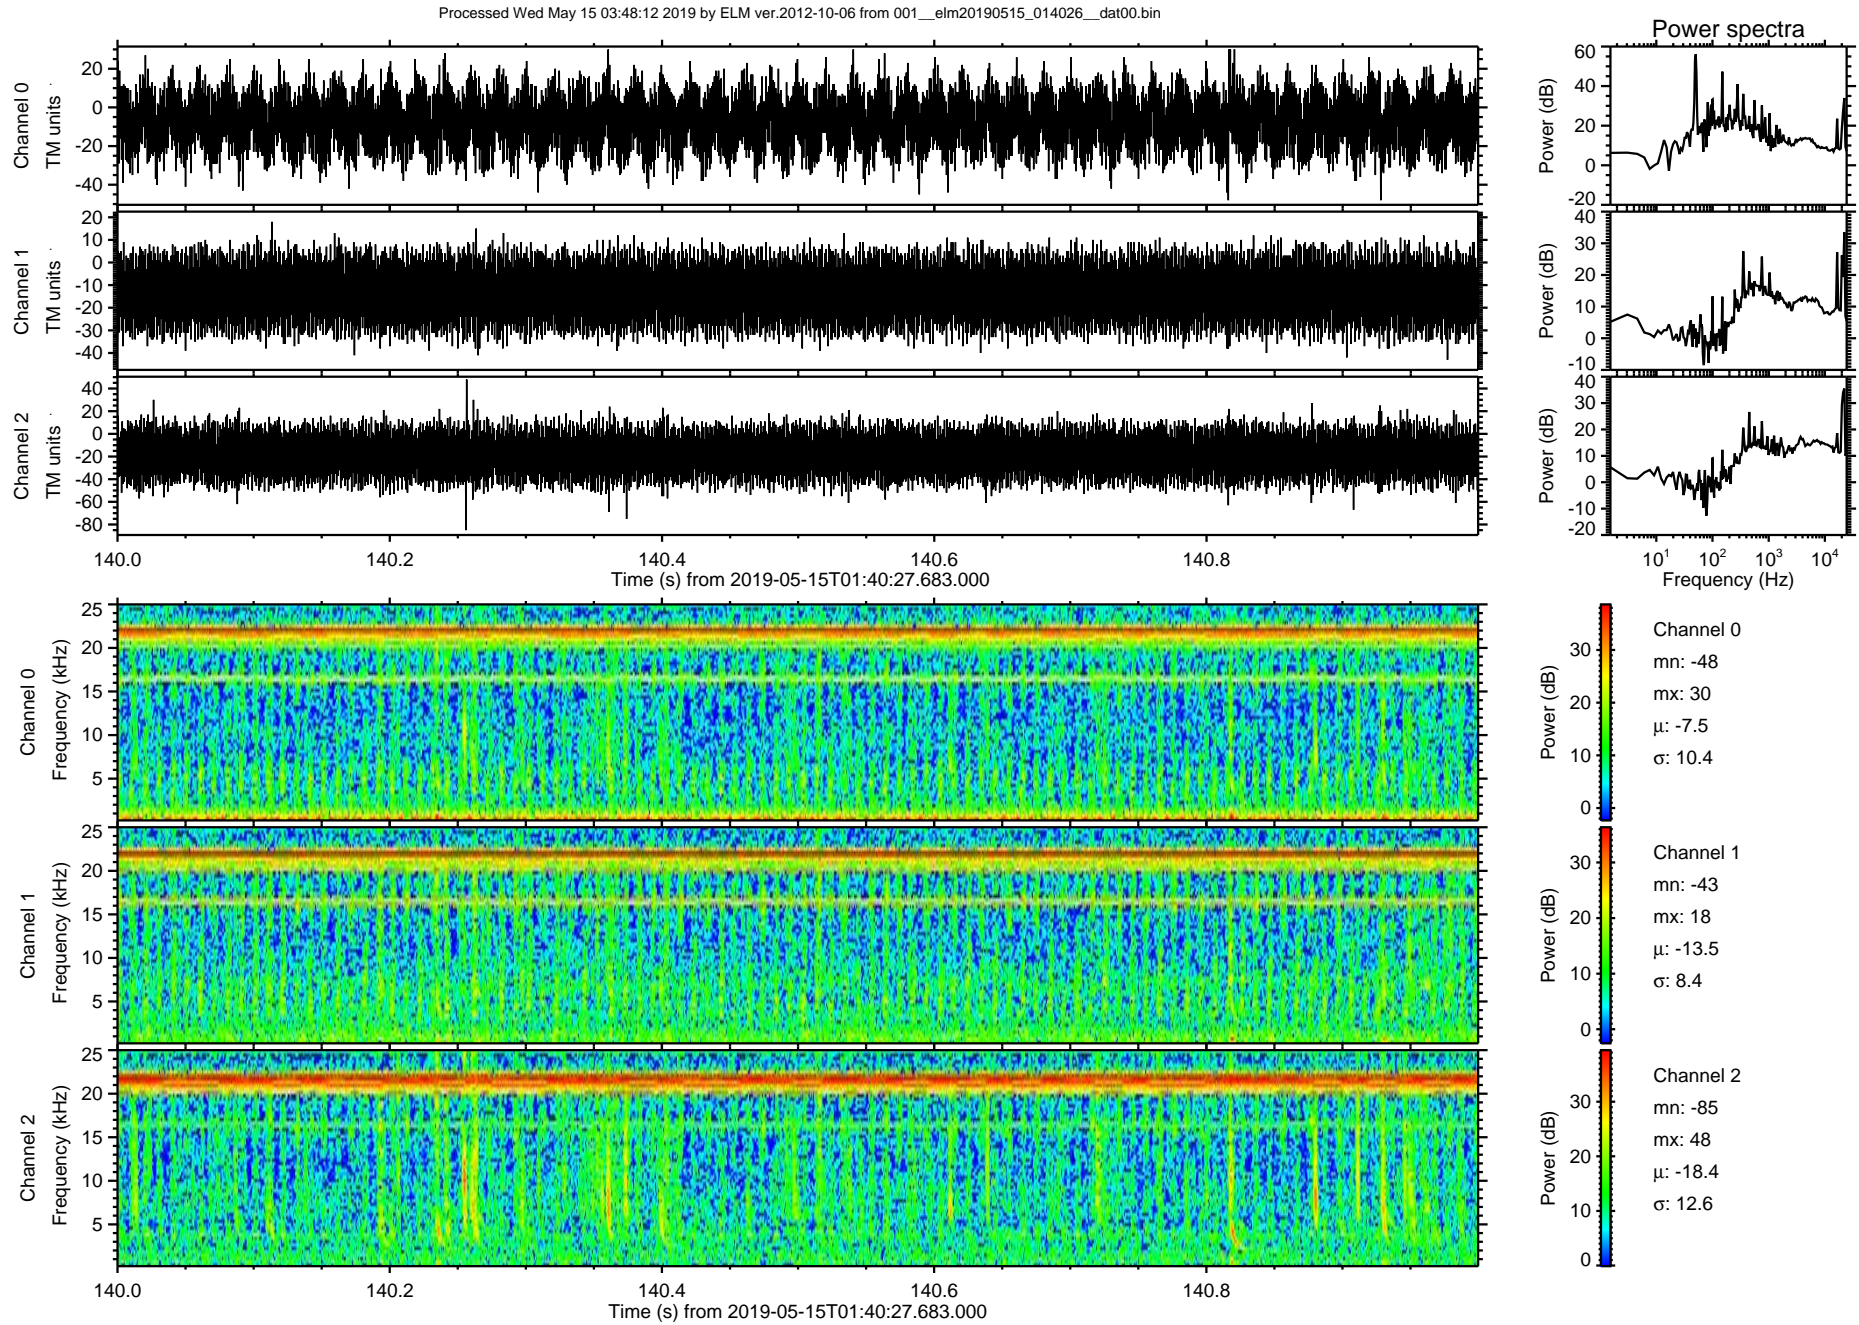 Processed Wed May 15 03:48:12 2019 by ELM ver.2012-10-06 from 001__elm20190515_014026__dat00.bin
Power spectra
Channel 0
TM units
20
0
-20
-40
Power (dB)
60
40
20
0
-20
Channel 1
TM units
20
10
0
-10
-20
-30
-40
Power (dB)
40
30
20
10
0
-10
Channel 2
TM units
40
20
0
-20
-40
-60
-80
Power (dB)
40
30
20
10
0
-10
-20
140.0 140.2 140.4 140.6 140.8
Time (s) from 2019-05-15T01:40:27.683.000
10¹ 10² 10³ 10⁴
Frequency (Hz)
Channel 0
Frequency (kHz)
25
20
15
10
5
Power (dB)
30
20
10
0
Channel 0
mn: -48
mx: 30
μ: -7.5
σ: 10.4
Channel 1
Frequency (kHz)
25
20
15
10
5
Power (dB)
30
20
10
0
Channel 1
mn: -43
mx: 18
μ: -13.5
σ: 8.4
Channel 2
Frequency (kHz)
25
20
15
10
5
Power (dB)
30
20
10
0
Channel 2
mn: -85
mx: 48
μ: -18.4
σ: 12.6
140.0 140.2 140.4 140.6 140.8
Time (s) from 2019-05-15T01:40:27.683.000